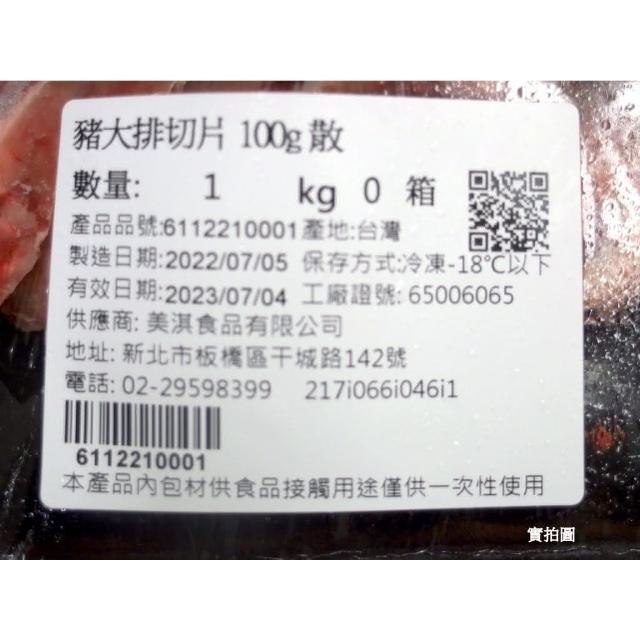 豬大排切片 100g 散
數量: 1 kg 0 箱
產品品號:6112210001 產地:台灣
製造日期:2022/07/05 保存方式:冷凍-18℃以下
有效日期:2023/07/04 工廠證號: 65006065
供應商: 美淇食品有限公司
地址: 新北市板橋區干城路142號
電話: 02-29598399 217i066i046i1
6112210001
本產品內包材供食品接觸用途僅供一次性使用
實拍圖